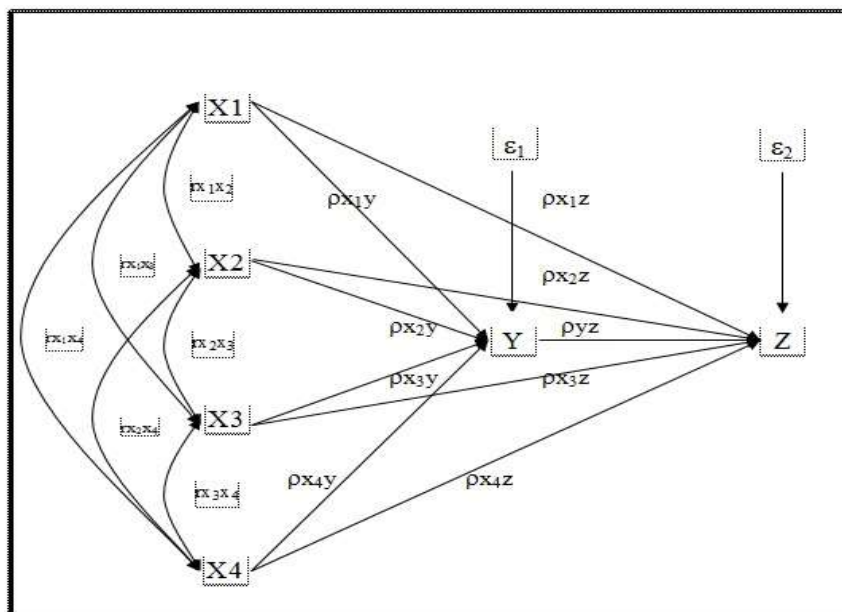 X1
ε₁
ε₂
rx₁x₂
ρx₁y
ρx₁z
X2
rx₁x₃
ρx₂z
ρx₂y
Y
ρyz
Z
rx₁x₄
rx₂x₃
ρx₃y
ρx₃z
X3
rx₂x₄
ρx₄y
ρx₄z
rx₃x₄
X4